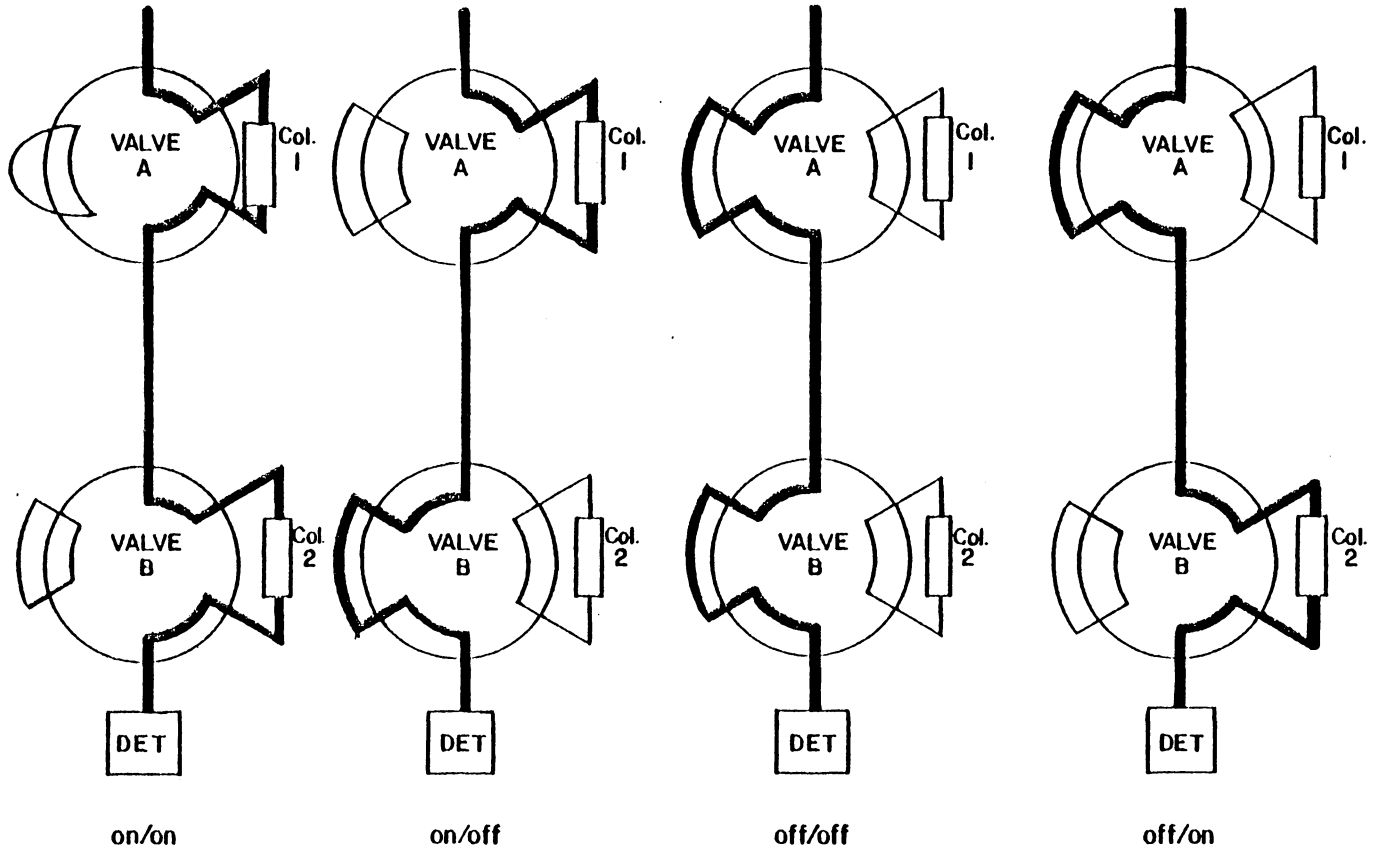 VALVE
A
Col.
1
VALVE
A
Col.
1
VALVE
A
Col.
1
VALVE
A
Col.
1
VALVE
B
Col.
2
VALVE
B
Col.
2
VALVE
B
Col.
2
VALVE
B
Col.
2
DET
DET
DET
DET
on/on
on/off
off/off
off/on